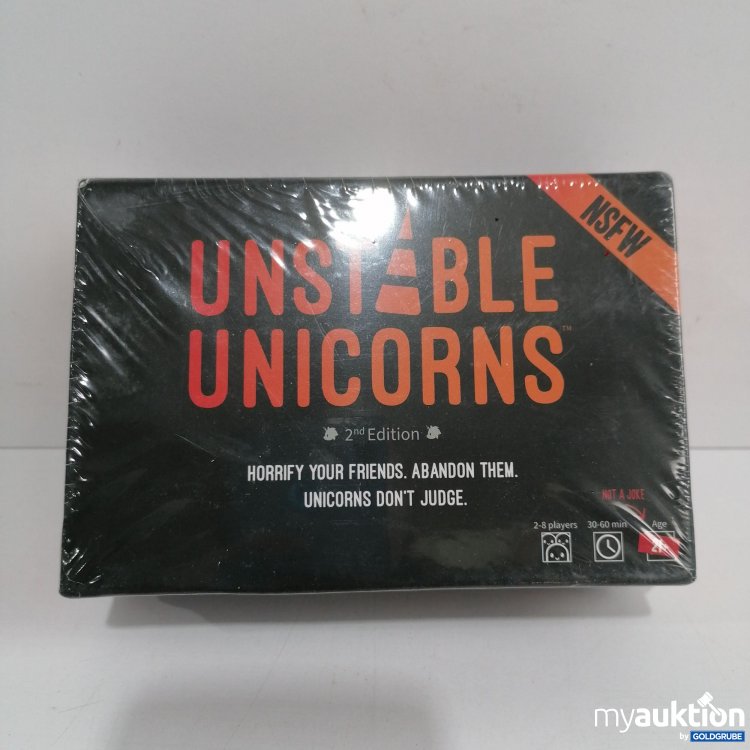 NSFW
UNSTABLE
UNICORNS™
2nd Edition
HORRIFY YOUR FRIENDS. ABANDON THEM.
UNICORNS DON'T JUDGE.
NOT A JOKE
2-8 players 30-60 min Age
myauktion
by GOLDGRUBE